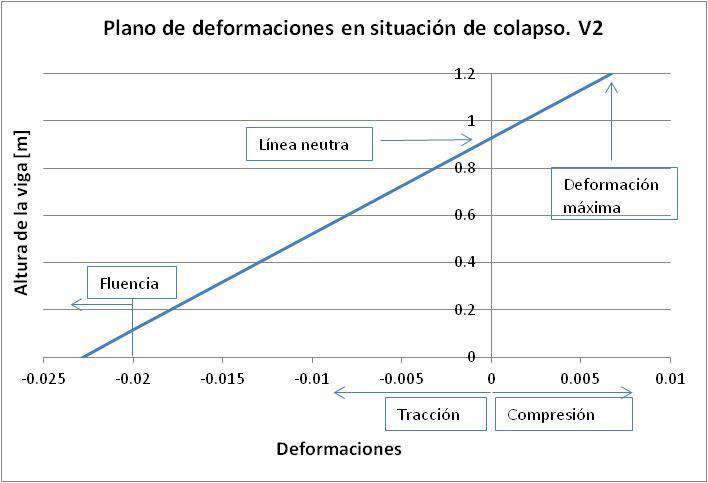 Plano de deformaciones en situación de colapso. V2
Altura de la viga [m]
1.2
1
0.8
0.6
0.4
0.2
0
Línea neutra
Deformación
máxima
Fluencia
-0.025 -0.02 -0.015 -0.01 -0.005 0 0.005 0.01
Tracción Compresión
Deformaciones